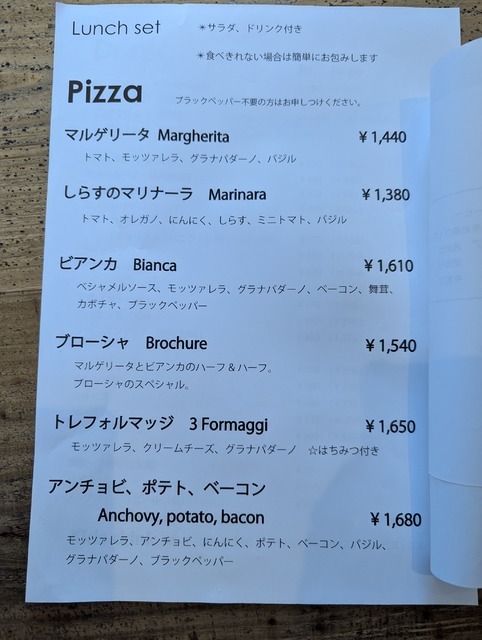 Lunch set ＊サラダ、ドリンク付き
＊食べきれない場合は簡単にお包みします
Pizza ブラックペッパー不要の方はお申しつけください。
マルゲリータ Margherita ¥1,440
トマト、モッツァレラ、グラナパダーノ、バジル
しらすのマリナーラ Marinara ¥1,380
トマト、オレガノ、にんにく、しらす、ミニトマト、バジル
ビアンカ Bianca ¥1,610
ベシャメルソース、モッツァレラ、グラナパダーノ、ベーコン、舞茸、
カボチャ、ブラックペッパー
ブローシャ Brochure ¥1,540
マルゲリータとビアンカのハーフ＆ハーフ。
ブローシャのスペシャル。
トレフォルマッジ 3 Formaggi ¥1,650
モッツァレラ、クリームチーズ、グラナパダーノ ☆はちみつ付き
アンチョビ、ポテト、ベーコン
Anchovy, potato, bacon ¥1,680
モッツァレラ、アンチョビ、にんにく、ポテト、ベーコン、バジル、
グラナパダーノ、ブラックペッパー